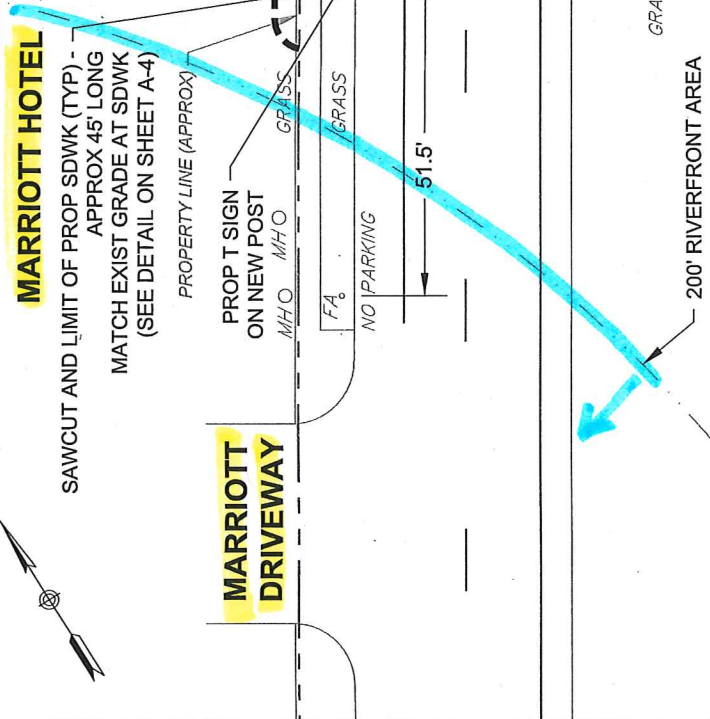 MARRIOTT HOTEL
SAWCUT AND LIMIT OF PROP SDWK (TYP) -
APPROX 45' LONG
MATCH EXIST GRADE AT SDWK
(SEE DETAIL ON SHEET A-4)
PROPERTY LINE (APPROX)
PROP T SIGN
ON NEW POST
MHO MHO
GRASS
FA
GRASS
NO PARKING
51.5'
MARRIOTT
DRIVEWAY
200' RIVERFRONT AREA
GRA